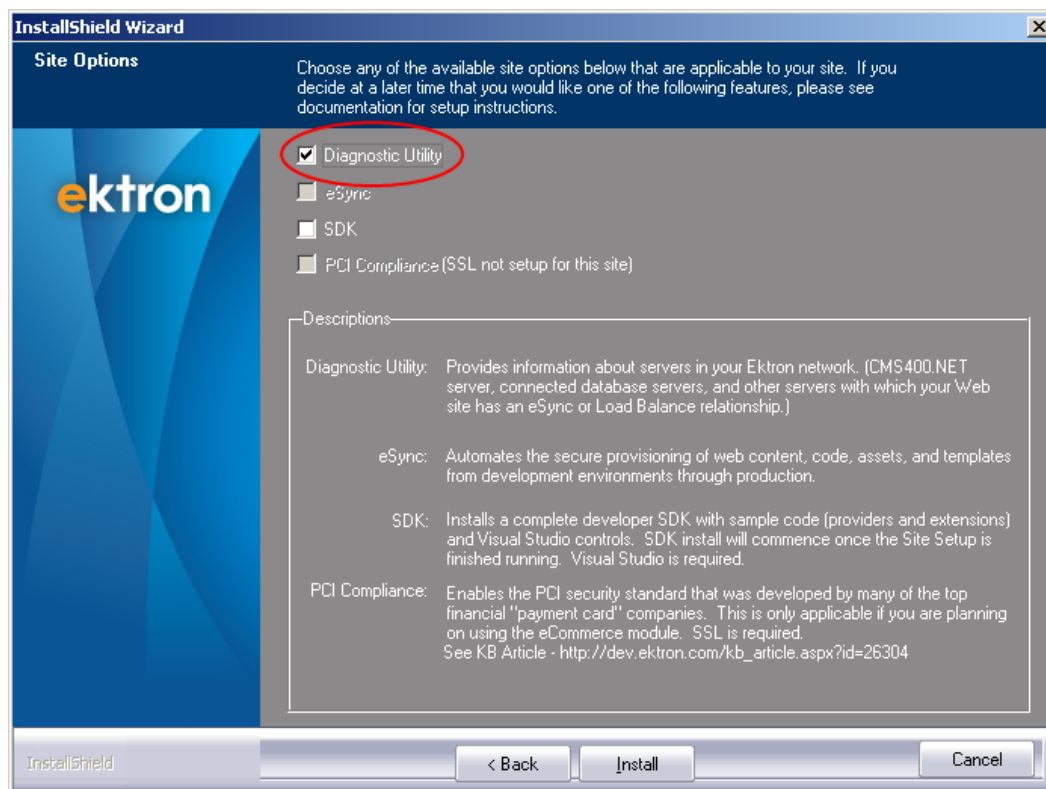 InstallShield Wizard
Site Options
Choose any of the available site options below that are applicable to your site. If you
decide at a later time that you would like one of the following features, please see
documentation for setup instructions.
ektron
Diagnostic Utility
eSync
SDK
PCI Compliance (SSL not setup for this site)
Descriptions
Diagnostic Utility: Provides information about servers in your Ektron network. (CMS400.NET
server, connected database servers, and other servers with which your Web
site has an eSync or Load Balance relationship.)
eSync: Automates the secure provisioning of web content, code, assets, and templates
from development environments through production.
SDK: Installs a complete developer SDK with sample code (providers and extensions)
and Visual Studio controls. SDK install will commence once the Site Setup is
finished running. Visual Studio is required.
PCI Compliance: Enables the PCI security standard that was developed by many of the top
financial "payment card" companies. This is only applicable if you are planning
on using the eCommerce module. SSL is required.
See KB Article - http://dev.ektron.com/kb_article.aspx?id=26304
InstallShield
< Back
Install
Cancel